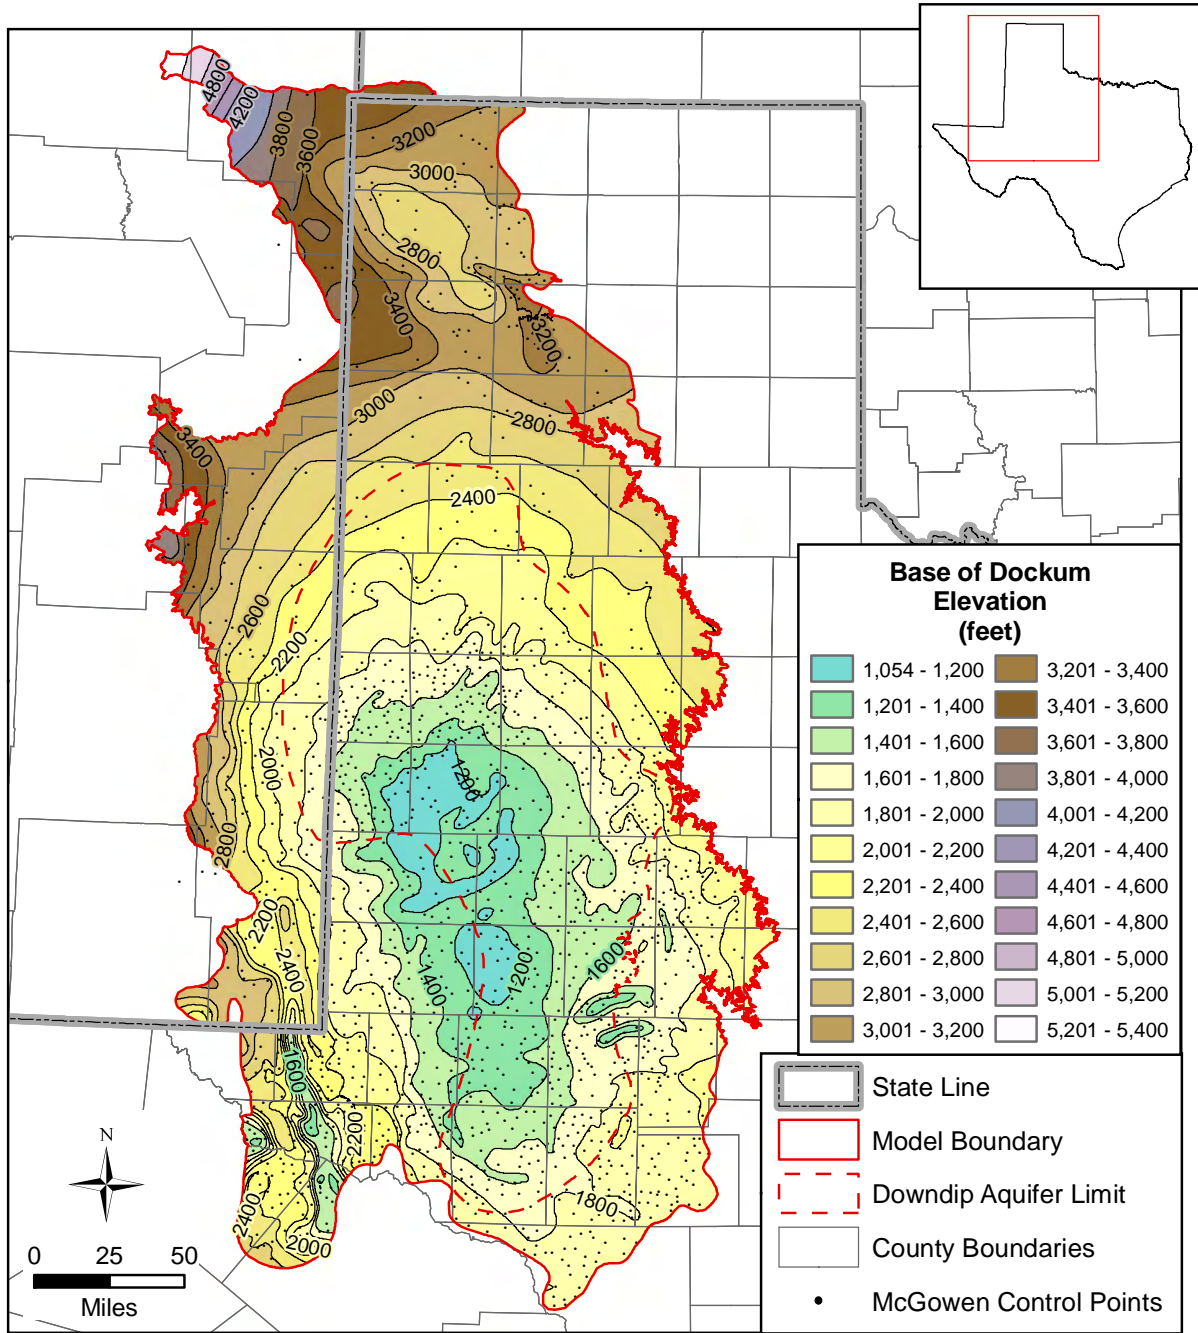 4800
4200
3800
3600
3200
3000
2800
3400
3200
3000
2800
3400
2400
2600
2200
2000
1200
2800
2200
2400
1600
1400
1200
1600
2200
2400
2000
1800
Base of Dockum
Elevation
(feet)
1,054 - 1,200
3,201 - 3,400
1,201 - 1,400
3,401 - 3,600
1,401 - 1,600
3,601 - 3,800
1,601 - 1,800
3,801 - 4,000
1,801 - 2,000
4,001 - 4,200
2,001 - 2,200
4,201 - 4,400
2,201 - 2,400
4,401 - 4,600
2,401 - 2,600
4,601 - 4,800
2,601 - 2,800
4,801 - 5,000
2,801 - 3,000
5,001 - 5,200
3,001 - 3,200
5,201 - 5,400
State Line
Model Boundary
Downdip Aquifer Limit
County Boundaries
McGowen Control Points
N
0 25 50
Miles